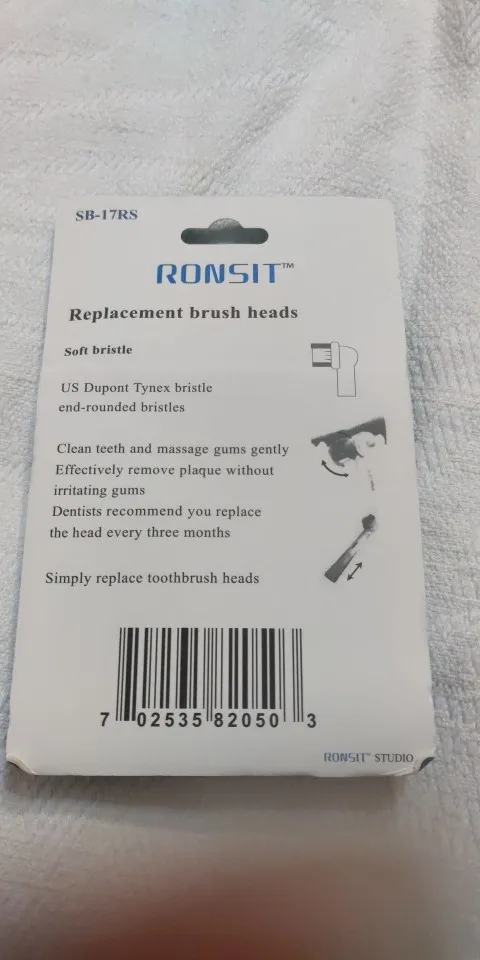 SB-17RS
RONSIT™
Replacement brush heads
Soft bristle
US Dupont Tynex bristle
end-rounded bristles
Clean teeth and massage gums gently
Effectively remove plaque without
irritating gums
Dentists recommend you replace
the head every three months
Simply replace toothbrush heads
7 02535 82050 3
RONSIT™ STUDIO